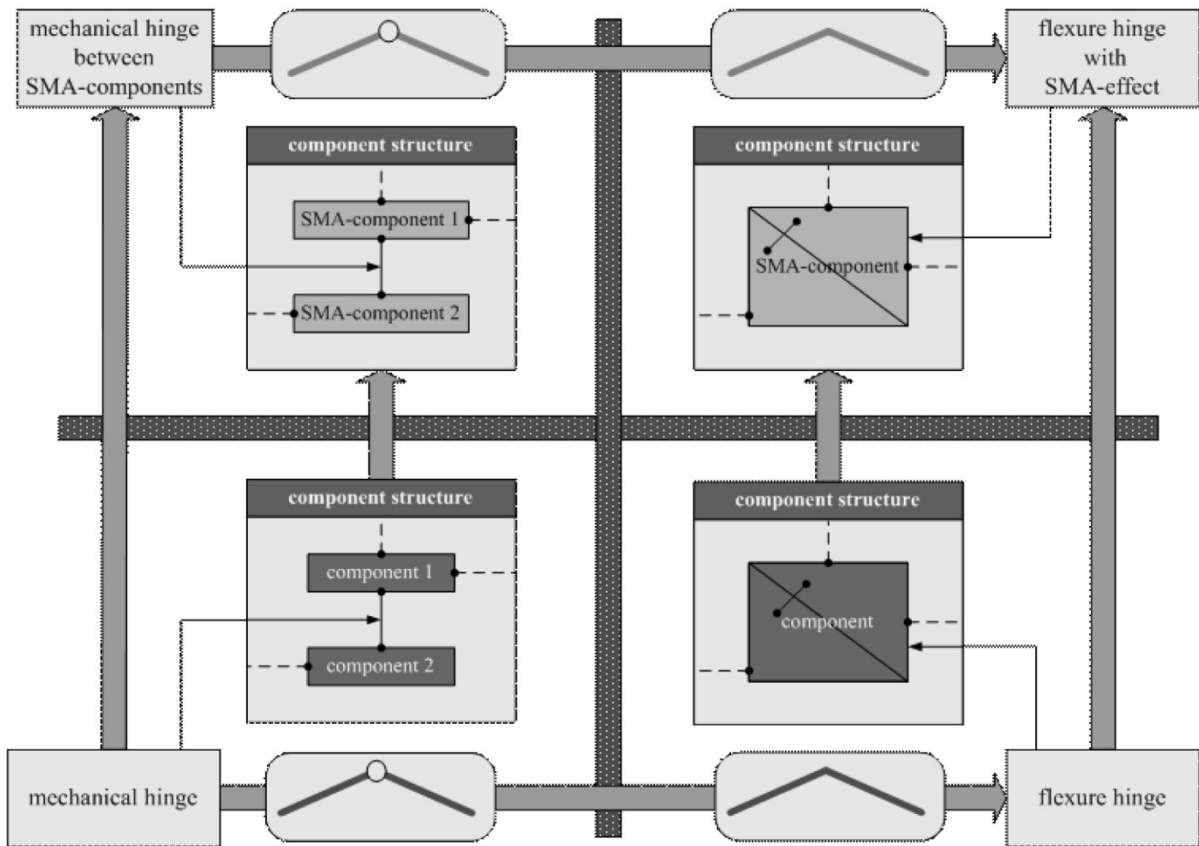 mechanical hinge
between
SMA-components
flexure hinge
with
SMA-effect
component structure
SMA-component 1
SMA-component 2
component structure
SMA-component
component structure
component 1
component 2
component structure
component
mechanical hinge
flexure hinge